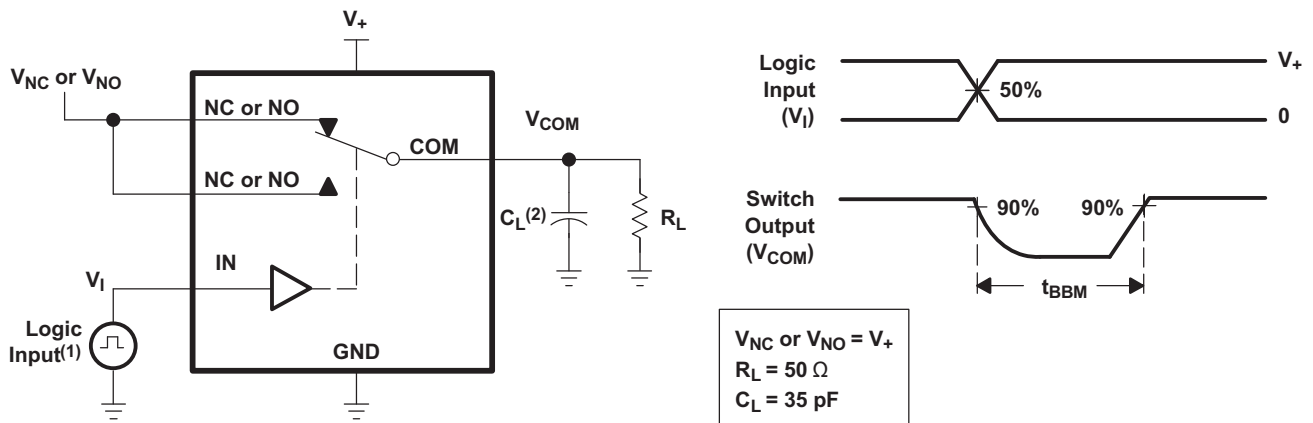 V+
VNC or VNO
NC or NO
VCOM
COM
NC or NO
CL(2)
RL
IN
VI
Logic
Input(1)
GND
Logic
Input
(VI)
V+
50%
0
Switch
Output
(VCOM)
90%
90%
tBBM
VNC or VNO = V+
RL = 50 Ω
CL = 35 pF